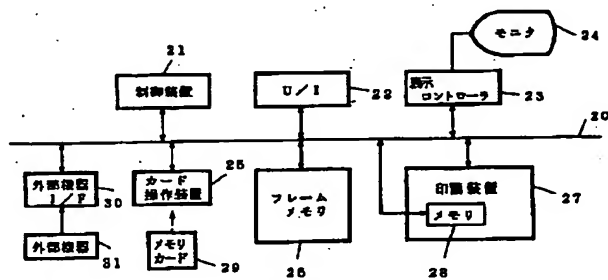 モニタ
24
21
制御装置
U/I
22
表示
コントローラ
23
20
外部機器
I/F
30
カード
操作装置
25
フレーム
メモリ
26
印刷装置
メモリ
27
28
外部機器
31
メモリ
カード
29